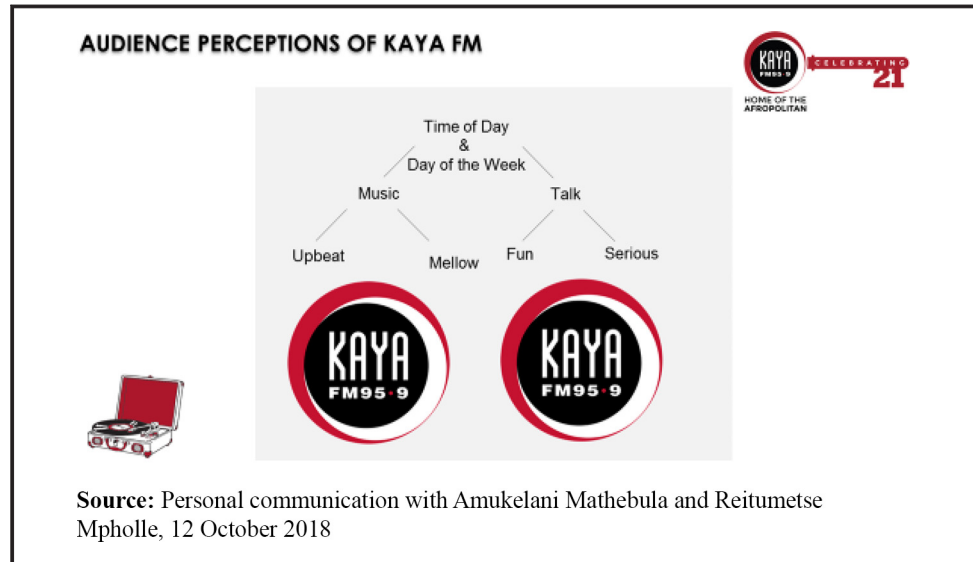 AUDIENCE PERCEPTIONS OF KAYA FM
KAYA
FM95·9
CELEBRATING
21
HOME OF THE
AFROPOLITAN
Time of Day
&
Day of the Week
Music
Talk
Upbeat
Mellow
Fun
Serious
KAYA
FM95·9
KAYA
FM95·9
Source: Personal communication with Amukelani Mathebula and Reitumetse
Mpholle, 12 October 2018